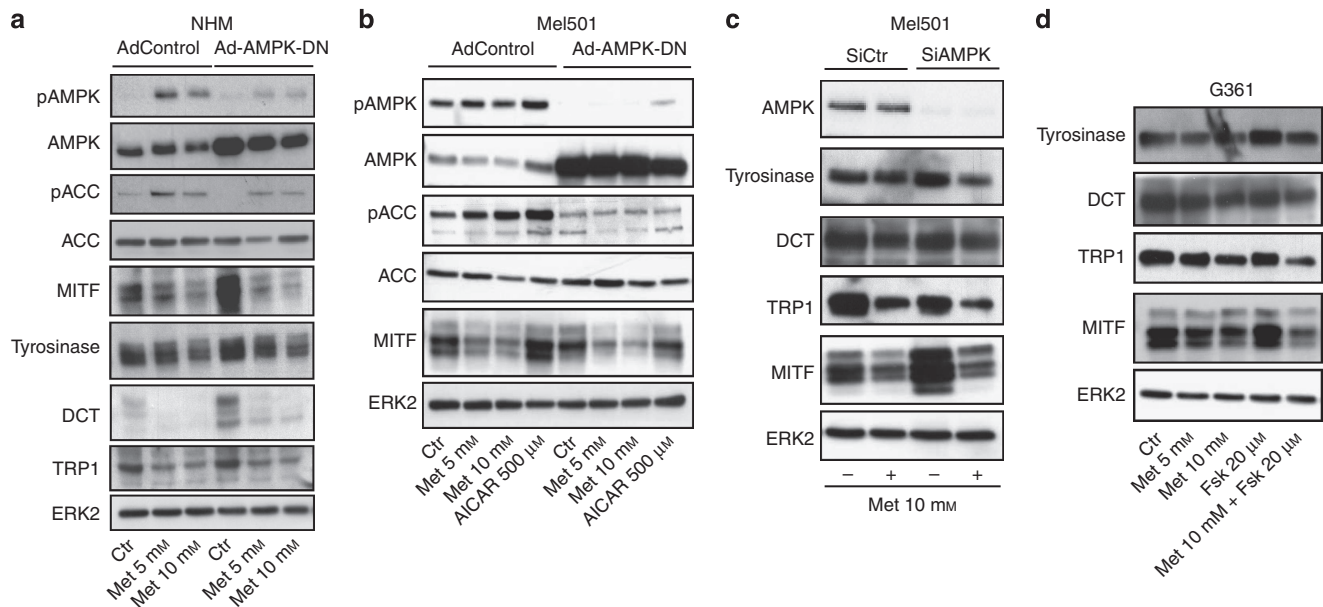 a
NHM
AdControl Ad-AMPK-DN
pAMPK
AMPK
pACC
ACC
MITF
Tyrosinase
DCT
TRP1
ERK2
Ctr
Met 5 mM
Met 10 mM
Ctr
Met 5 mM
Met 10 mM
b
Mel501
AdControl Ad-AMPK-DN
pAMPK
AMPK
pACC
ACC
MITF
ERK2
Ctr
Met 5 mM
Met 10 mM
AICAR 500 µM
Ctr
Met 5 mM
Met 10 mM
AICAR 500 µM
c
Mel501
SiCtr SiAMPK
AMPK
Tyrosinase
DCT
TRP1
MITF
ERK2
– + – +
Met 10 mM
d
G361
Tyrosinase
DCT
TRP1
MITF
ERK2
Ctr
Met 5 mM
Met 10 mM
Fsk 20 µM
Met 10 mM + Fsk 20 µM